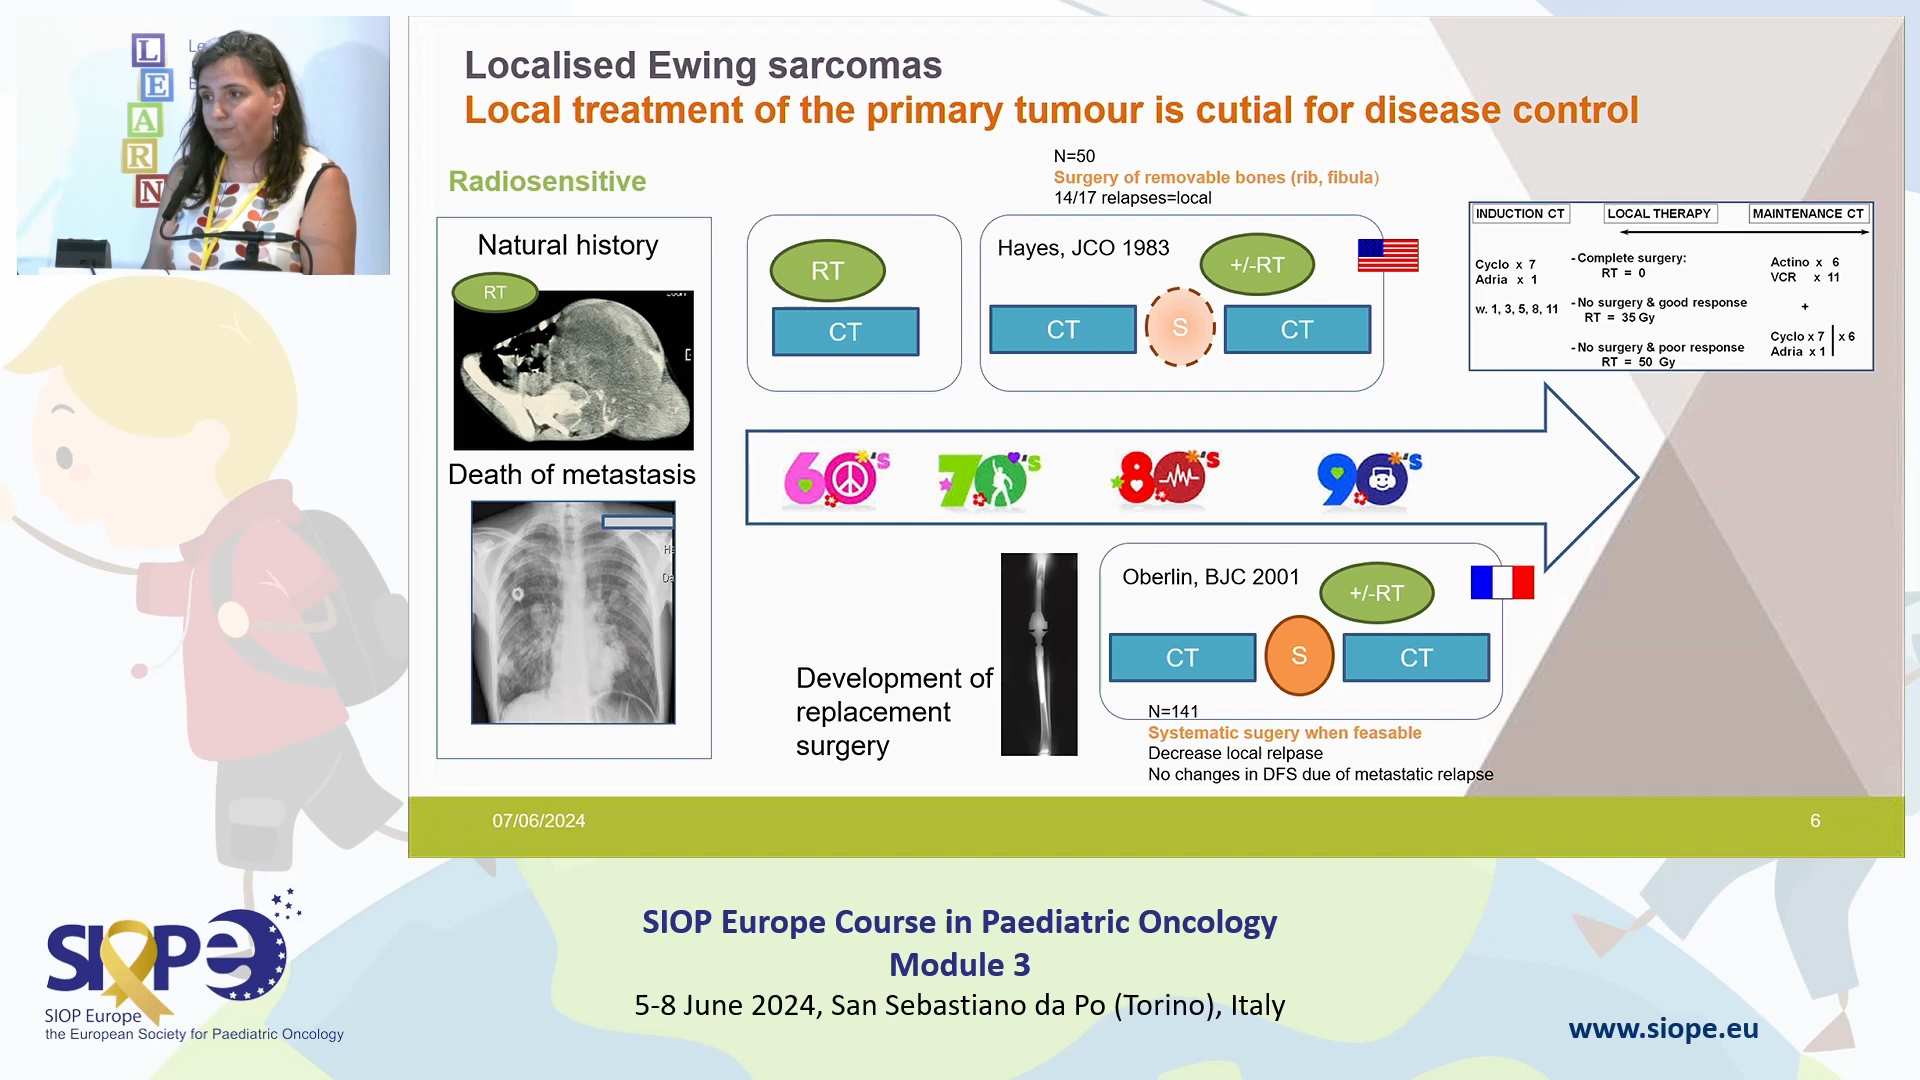 L
E
A
R
N
Le
Localised Ewing sarcomas
Local treatment of the primary tumour is cutial for disease control
Radiosensitive
Natural history
RT
Death of metastasis
RT
CT
N=50
Surgery of removable bones (rib, fibula)
14/17 relapses=local
Hayes, JCO 1983
+/-RT
CT
S
CT
INDUCTION CT
LOCAL THERAPY
MAINTENANCE CT
Cyclo x 7
Adria x 1
w. 1, 3, 5, 8, 11
- Complete surgery:
RT = 0
- No surgery & good response
RT = 35 Gy
- No surgery & poor response
RT = 50 Gy
Actino x 6
VCR x 11
+
Cyclo x 7 | x 6
Adria x 1
60's
70's
80's
90's
Development of
replacement
surgery
Oberlin, BJC 2001
+/-RT
CT
S
CT
N=141
Systematic sugery when feasable
Decrease local relpase
No changes in DFS due of metastatic relapse
07/06/2024
6
SIOPe
SIOP Europe
the European Society for Paediatric Oncology
SIOP Europe Course in Paediatric Oncology
Module 3
5-8 June 2024, San Sebastiano da Po (Torino), Italy
www.siope.eu